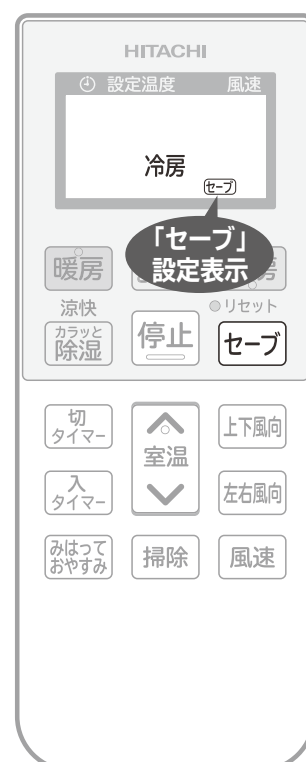 HITACHI
設定温度 風速
冷房
セーブ
「セーブ」
設定表示
暖房
房
涼快
リセット
カラッと
除湿
停止
セーブ
切
タイマー
室温
上下風向
入
タイマー
左右風向
みはって
おやすみ
掃除
風速